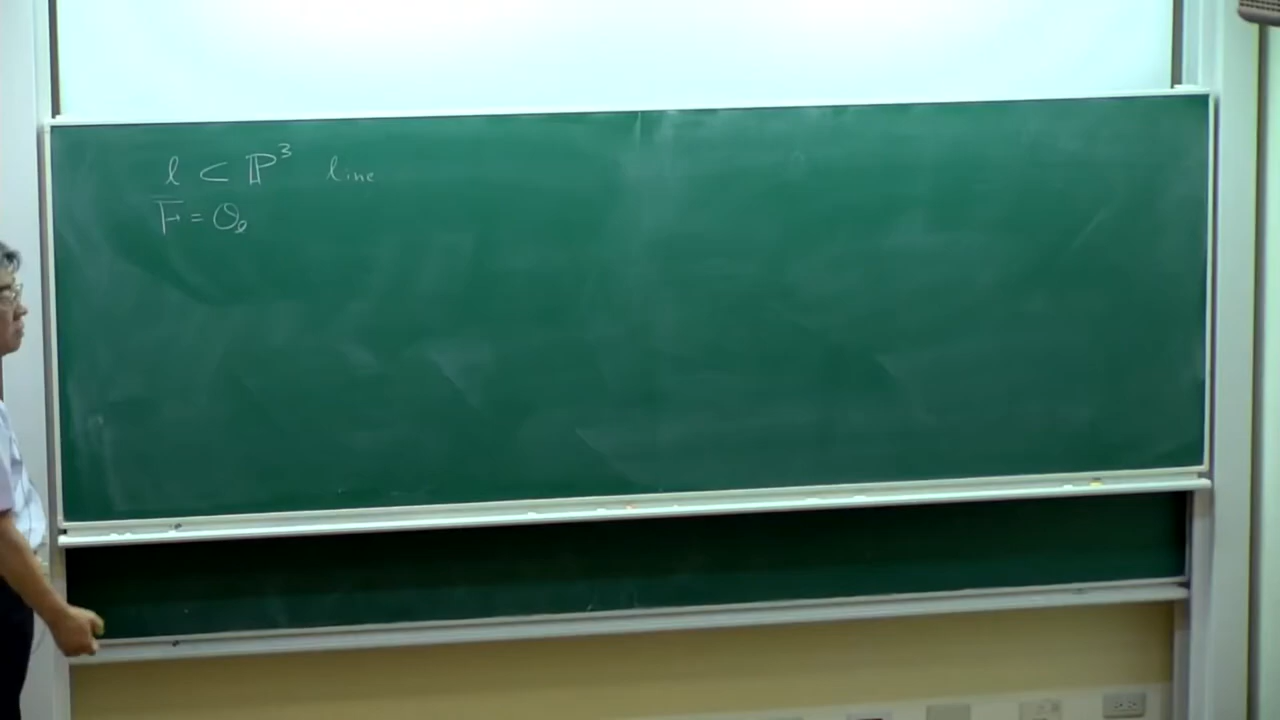 ℓ ⊂ ℙ³ line
F = 𝒪_ℓ